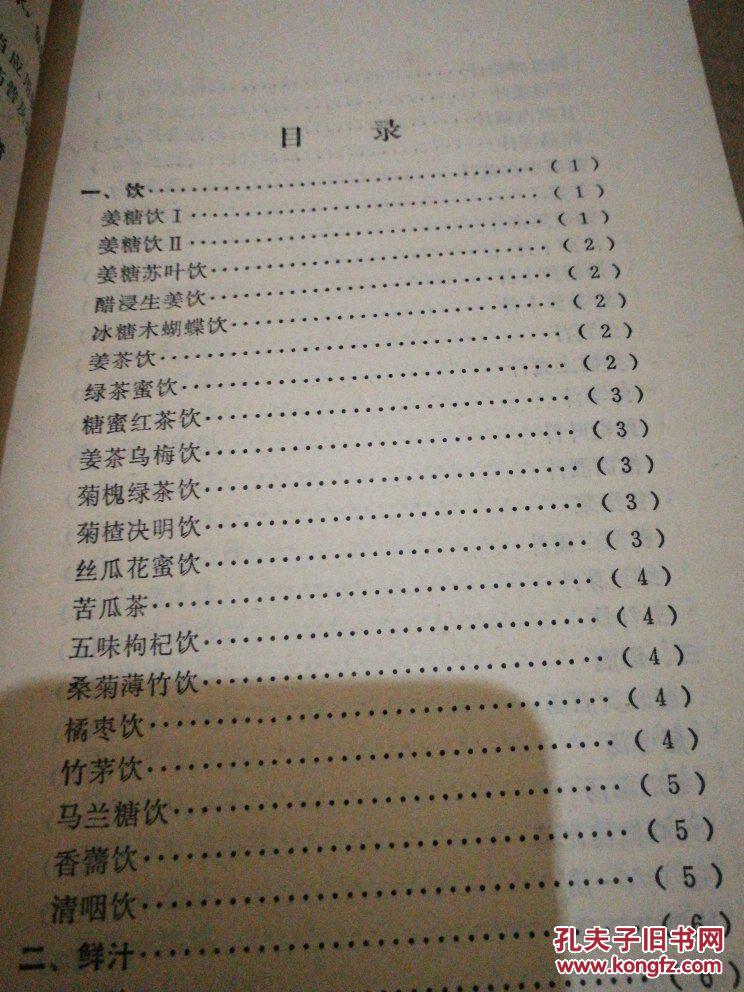 目 录
一、饮……………………………（1）
姜糖饮Ⅰ……………………………（1）
姜糖饮Ⅱ……………………………（1）
姜糖苏叶饮……………………………（2）
醋浸生姜饮……………………………（2）
冰糖木蝴蝶饮……………………………（2）
姜茶饮……………………………（2）
绿茶蜜饮……………………………（2）
糖蜜红茶饮……………………………（3）
姜茶乌梅饮……………………………（3）
菊槐绿茶饮……………………………（3）
菊楂决明饮……………………………（3）
丝瓜花蜜饮……………………………（3）
苦瓜茶……………………………（4）
五味枸杞饮……………………………（4）
桑菊薄竹饮……………………………（4）
橘枣饮……………………………（4）
竹茅饮……………………………（4）
马兰糖饮……………………………（5）
香薷饮……………………………（5）
清咽饮……………………………（5）
二、鲜汁……………………………（6）
（6）
孔夫子旧书网
www.kongfz.com